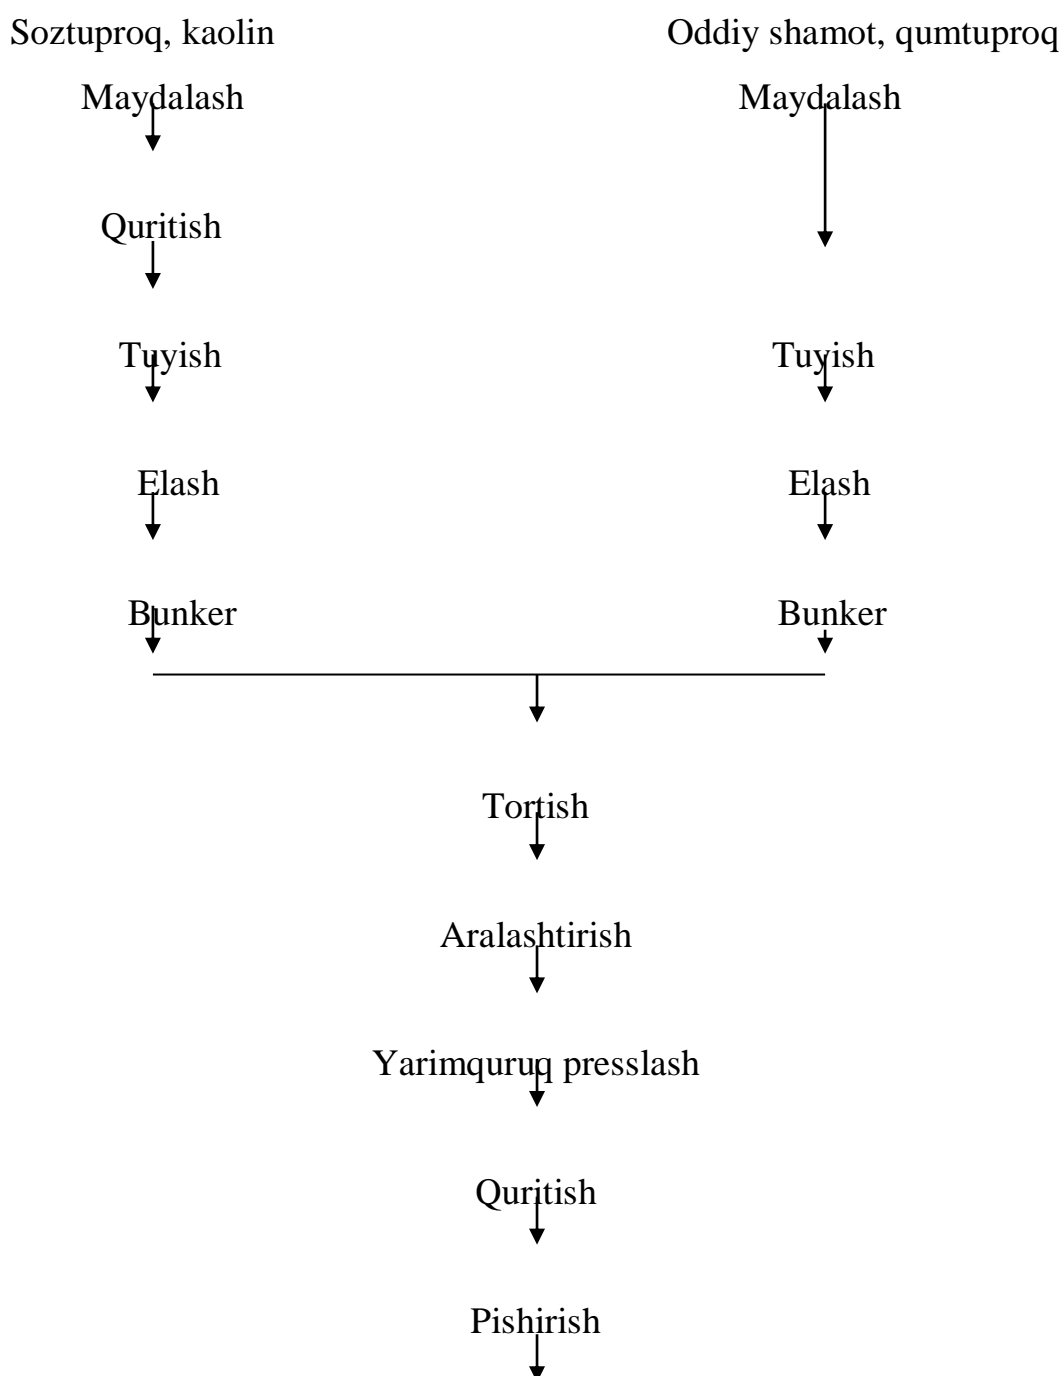 Soztuproq, kaolin Oddiy shamot, qumtuproq
Maydalash Maydalash
Quritish
Tuyish Tuyish
Elash Elash
Bunker Bunker
Tortish
Aralashtirish
Yarimquruq presslash
Quritish
Pishirish